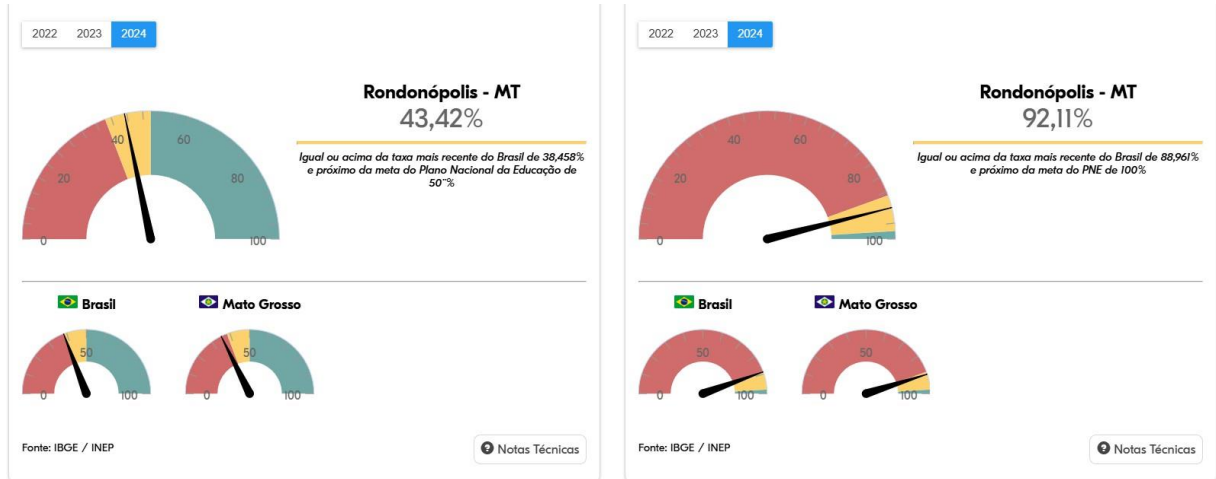 2022 2023 2024
Rondonópolis - MT
43,42%
Igual ou acima da taxa mais recente do Brasil de 38,458%
e próximo da meta do Plano Nacional da Educação de
50¨%
0 20 40 60 80 100
Brasil
0 50 100
Mato Grosso
0 50 100
Fonte: IBGE / INEP
? Notas Técnicas
2022 2023 2024
Rondonópolis - MT
92,11%
Igual ou acima da taxa mais recente do Brasil de 88,961%
e próximo da meta do PNE de 100%
0 20 40 60 80 100
Brasil
0 50 100
Mato Grosso
0 50 100
Fonte: IBGE / INEP
? Notas Técnicas